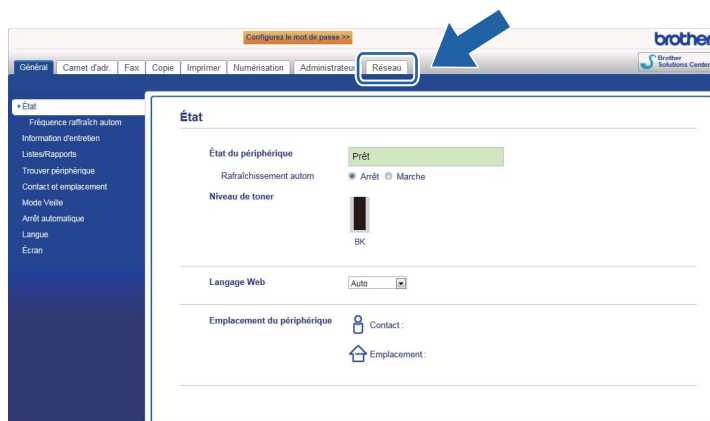 Configurez le mot de passe >>
brother
Général Carnet d'adr. Fax Copie Imprimer Numérisation Administrateur Réseau
Brother
Solutions Center
État
État
Fréquence raffraîch autom
Information d'entretien
Listes/Rapports
Trouver périphérique
Contact et emplacement
Mode Veille
Arrêt automatique
Langue
Écran
État du périphérique Prêt
Rafraîchissement autom Arrêt Marche
Niveau de toner
BK
Langage Web Auto
Emplacement du périphérique Contact :
Emplacement :